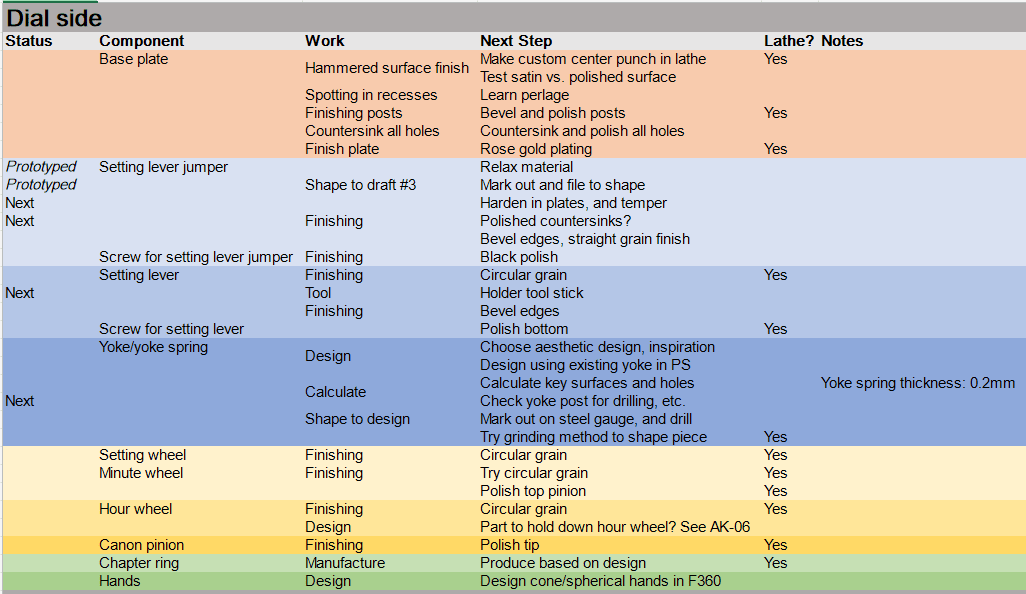 Dial side
Status Component Work Next Step Lathe? Notes
Base plate Hammered surface finish Make custom center punch in lathe Yes
Test satin vs. polished surface
Spotting in recesses Learn perlage
Finishing posts Bevel and polish posts Yes
Countersink all holes Countersink and polish all holes
Finish plate Rose gold plating Yes
Prototyped Setting lever jumper Relax material
Prototyped Shape to draft #3 Mark out and file to shape
Next Harden in plates, and temper
Next Finishing Polished countersinks?
Bevel edges, straight grain finish
Screw for setting lever jumper Finishing Black polish
Setting lever Finishing Circular grain Yes
Next Tool Holder tool stick
Finishing Bevel edges
Screw for setting lever Polish bottom Yes
Yoke/yoke spring Design Choose aesthetic design, inspiration
Design using existing yoke in PS
Calculate Calculate key surfaces and holes Yoke spring thickness: 0.2mm
Next Check yoke post for drilling, etc.
Shape to design Mark out on steel gauge, and drill
Try grinding method to shape piece Yes
Setting wheel Finishing Circular grain Yes
Minute wheel Finishing Try circular grain Yes
Polish top pinion Yes
Hour wheel Finishing Circular grain Yes
Design Part to hold down hour wheel? See AK-06
Canon pinion Finishing Polish tip Yes
Chapter ring Manufacture Produce based on design Yes
Hands Design Design cone/spherical hands in F360